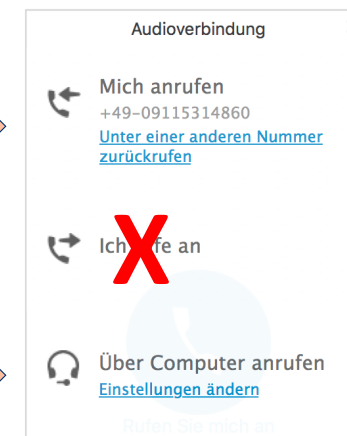 Audioverbindung
Mich anrufen
+49-09115314860
Unter einer anderen Nummer
zurückrufen
Ich an
X
Über Computer anrufen
Einstellungen ändern
Rufen Sie mich an